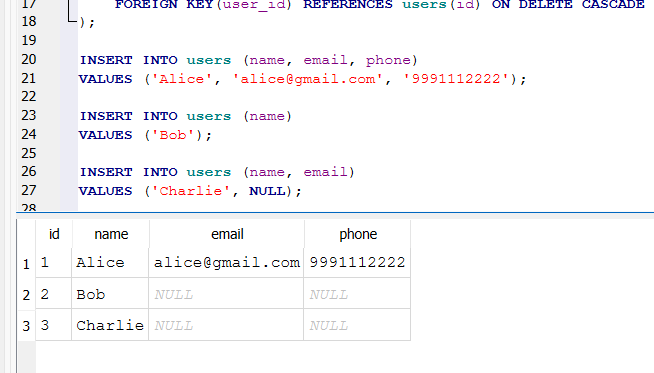 17 FOREIGN KEY(user_id) REFERENCES users(id) ON DELETE CASCADE
18 );
19
20 INSERT INTO users (name, email, phone)
21 VALUES ('Alice', 'alice@gmail.com', '9991112222');
22
23 INSERT INTO users (name)
24 VALUES ('Bob');
25
26 INSERT INTO users (name, email)
27 VALUES ('Charlie', NULL);
28
id name email phone
1 1 Alice alice@gmail.com 9991112222
2 2 Bob NULL NULL
3 3 Charlie NULL NULL